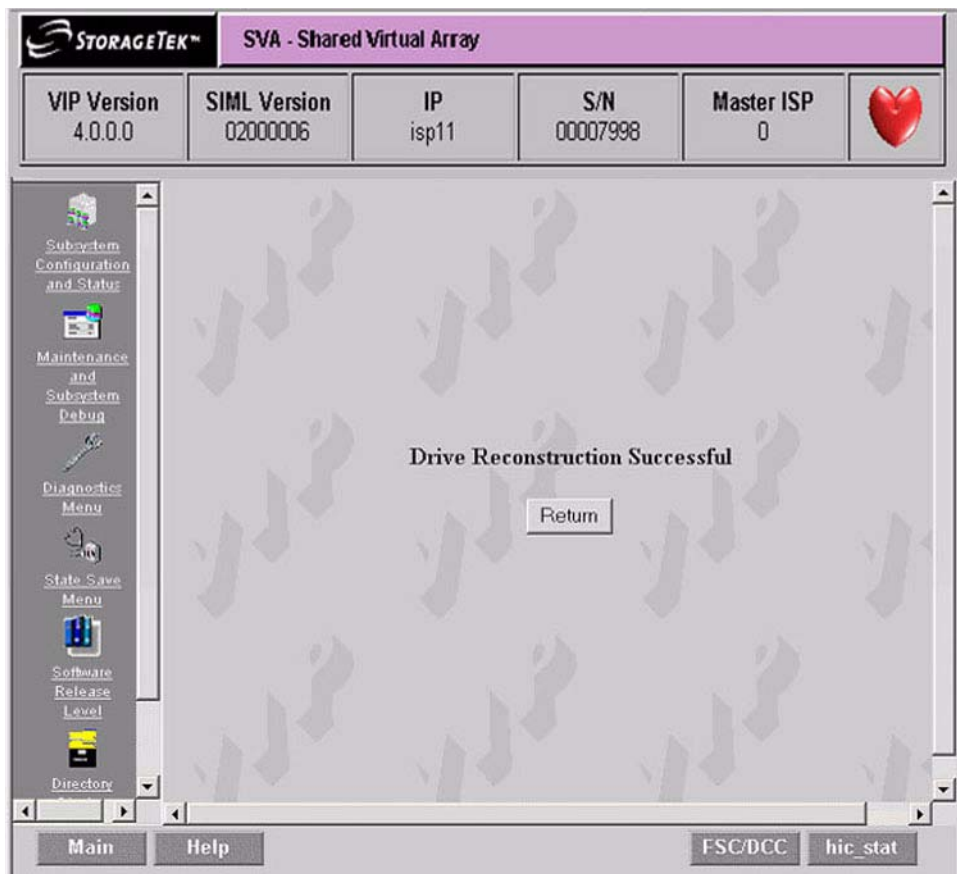 STORAGETEK™
SVA - Shared Virtual Array
VIP Version
4.0.0.0
SIML Version
02000006
IP
isp11
S/N
00007998
Master ISP
0
Subsystem
Configuration
and Status
Maintenance
and
Subsystem
Debug
Diagnostics
Menu
State Save
Menu
Software
Release
Level
Directory
Drive Reconstruction Successful
Return
Main
Help
FSC/DCC
hic_stat